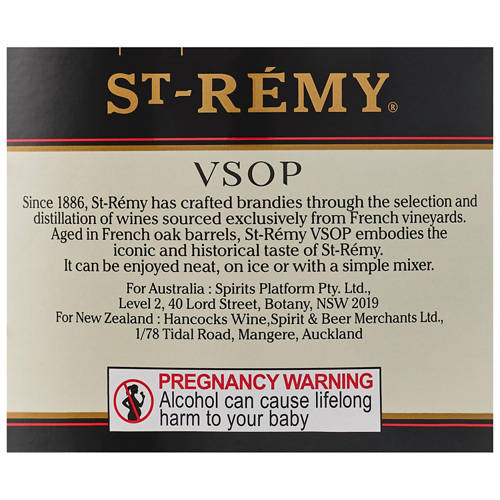 ST-RÉMY®
VSOP
Since 1886, St-Rémy has crafted brandies through the selection and
distillation of wines sourced exclusively from French vineyards.
Aged in French oak barrels, St-Rémy VSOP embodies the
iconic and historical taste of St-Rémy.
It can be enjoyed neat, on ice or with a simple mixer.
For Australia : Spirits Platform Pty. Ltd.,
Level 2, 40 Lord Street, Botany, NSW 2019
For New Zealand : Hancocks Wine,Spirit & Beer Merchants Ltd.,
1/78 Tidal Road, Mangere, Auckland
PREGNANCY WARNING
Alcohol can cause lifelong
harm to your baby